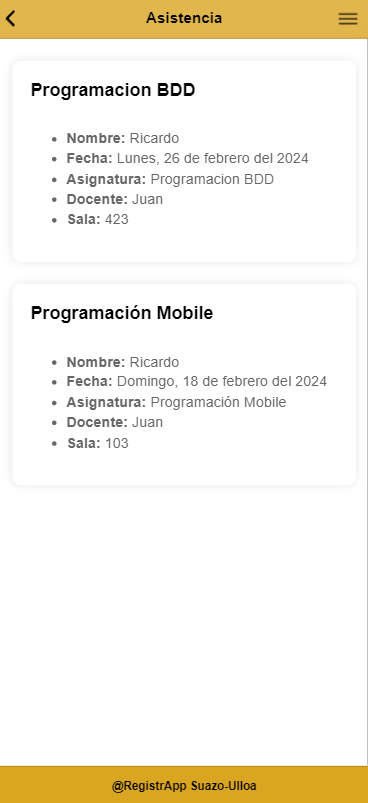 Asistencia
Programacion BDD
Nombre: Ricardo
Fecha: Lunes, 26 de febrero del 2024
Asignatura: Programacion BDD
Docente: Juan
Sala: 423
Programación Mobile
Nombre: Ricardo
Fecha: Domingo, 18 de febrero del 2024
Asignatura: Programación Mobile
Docente: Juan
Sala: 103
@RegistrApp Suazo-Ulloa